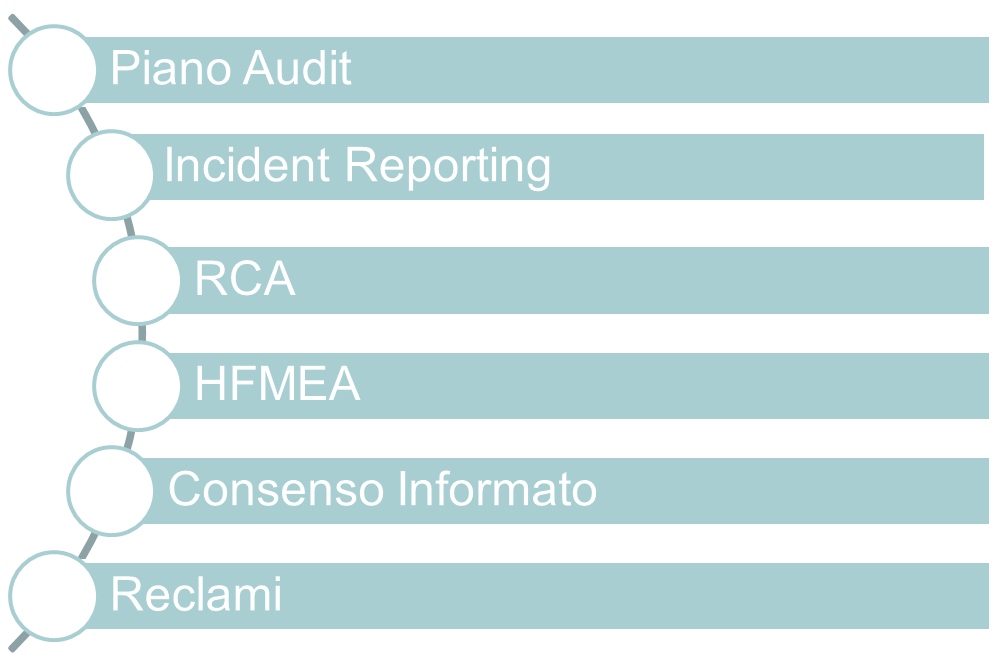 Piano Audit
Incident Reporting
RCA
HFMEA
Consenso Informato
Reclami